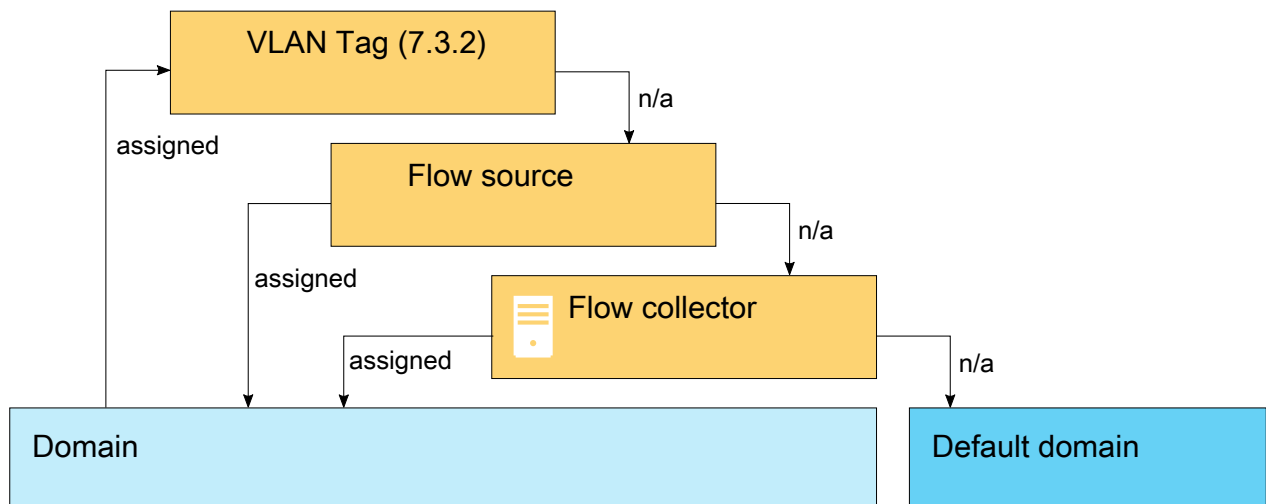 VLAN Tag (7.3.2)
n/a
assigned
Flow source
n/a
assigned
Flow collector
assigned
n/a
Domain
Default domain